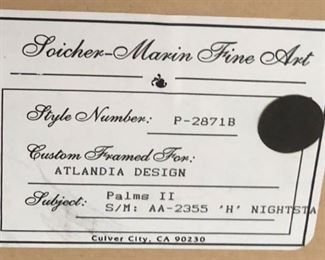 Soicher-Marin Fine Art
Style Number: P-2871B
Custom Framed For:
ATLANDIA DESIGN
Subject: Palms II
S/M: AA-2355 'H' NIGHTSTA
Culver City, CA 90230